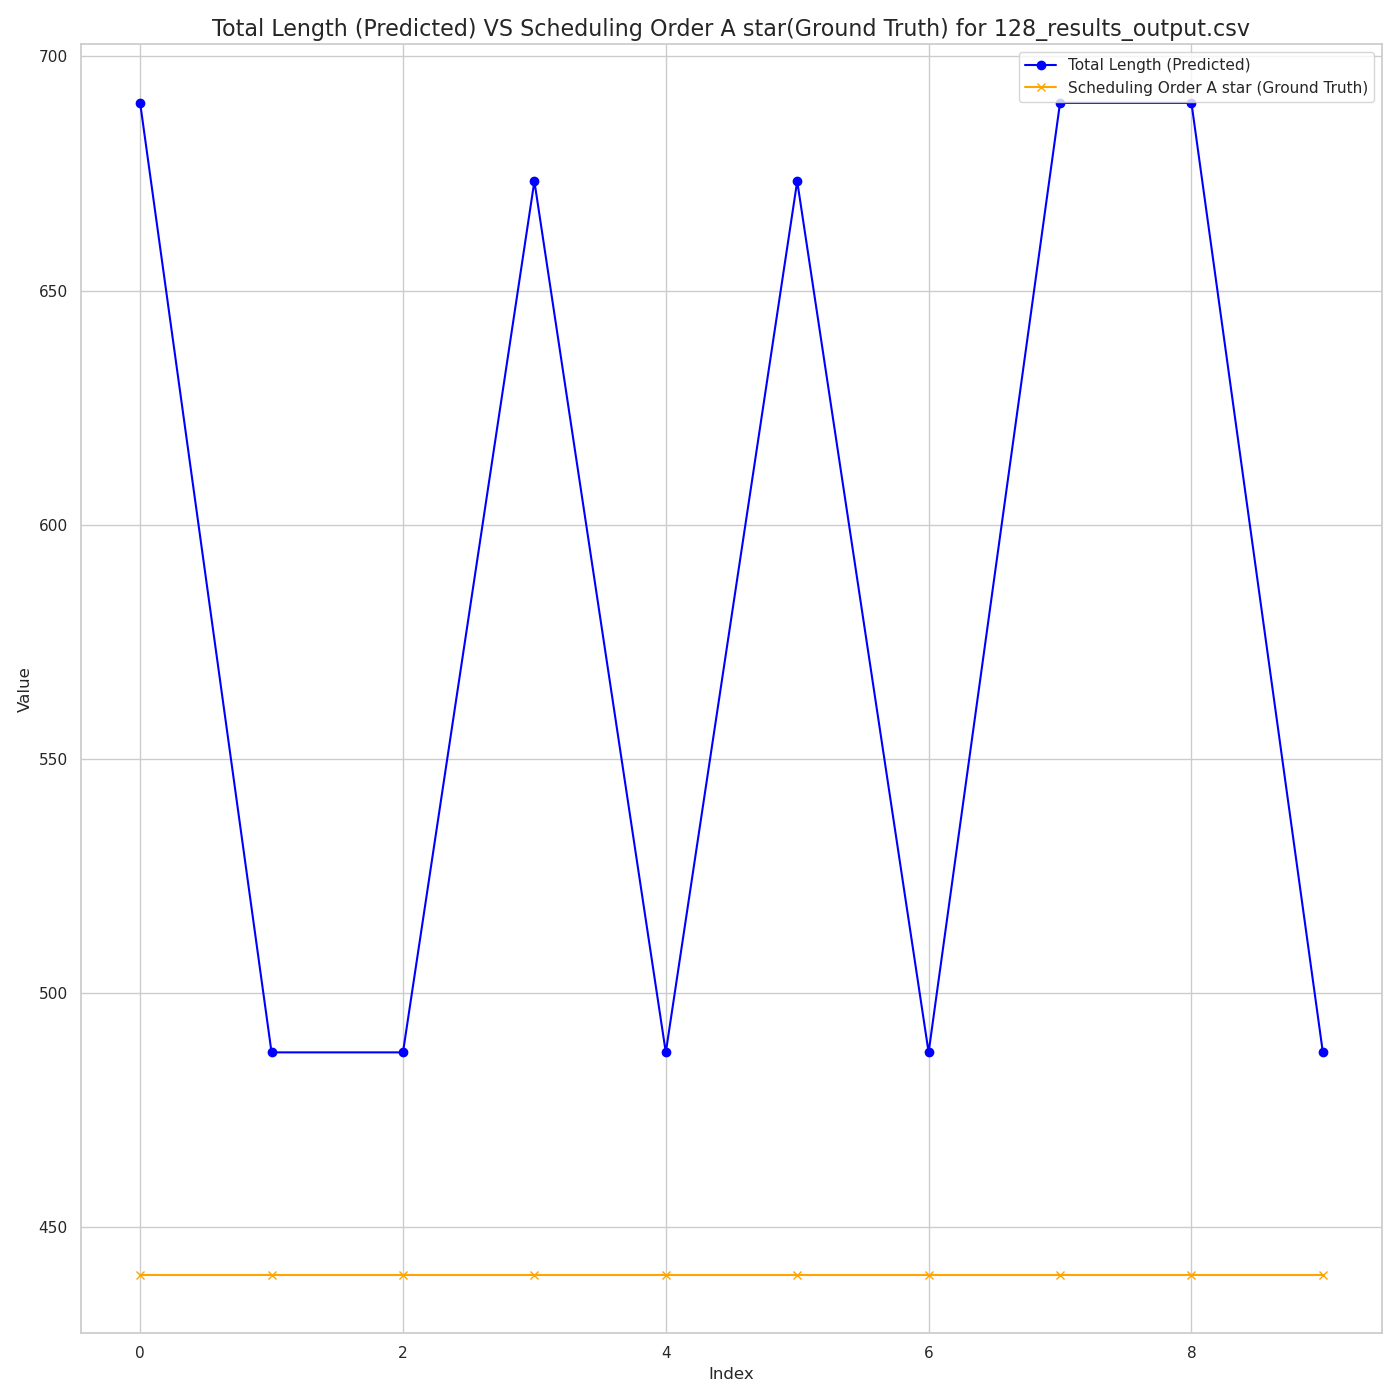 Total Length (Predicted) VS Scheduling Order A star(Ground Truth) for 128_results_output.csv
Total Length (Predicted)
Scheduling Order A star (Ground Truth)
700
650
600
550
500
450
Value
0 2 4 6 8
Index